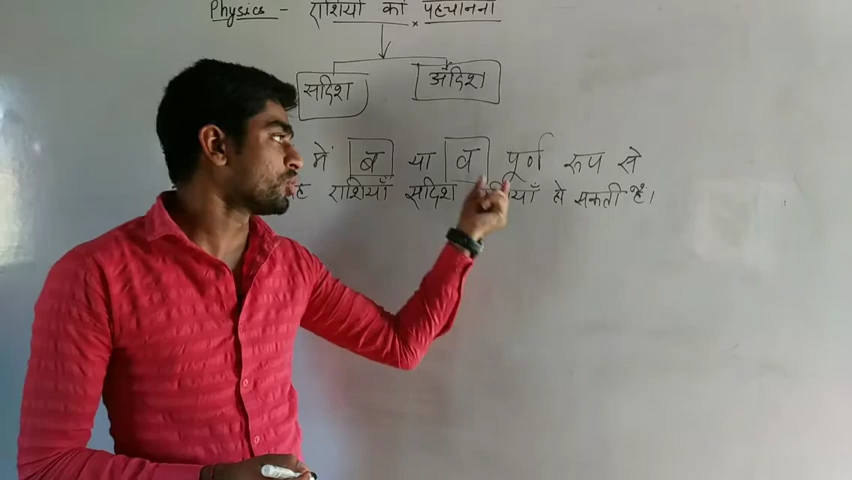 Physics - राशियों को पहचानना
सदिश अदिश
में ब या व पूर्ण रूप से
राशियाँ सदिश हो सकती हैं।